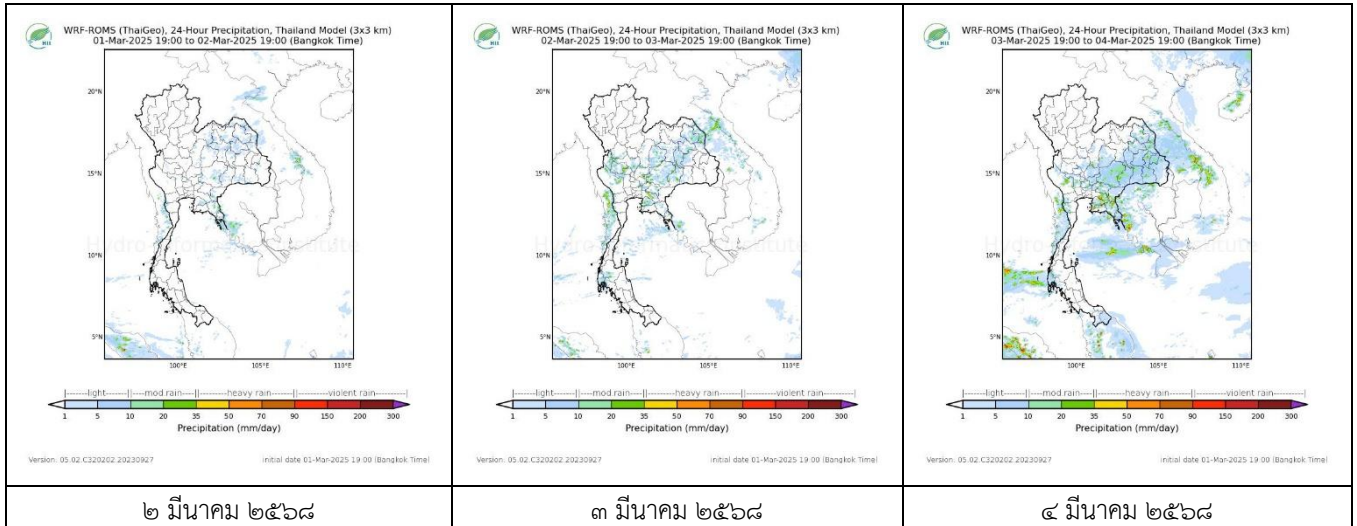 WRF-ROMS (ThaiGeo), 24-Hour Precipitation, Thailand Model (3x3 km)
01-Mar-2025 19:00 to 02-Mar-2025 19:00 (Bangkok Time)
20°N
15°N
10°N
5°N
100°E 105°E 110°E
|---light---||---mod rain---||---heavy rain---||---violent rain---|
1 5 10 20 35 50 70 90 150 200 300
Precipitation (mm/day)
Version: 05.02.C320202.20230927 initial date 01-Mar-2025 19:00 (Bangkok Time)
๒ มีนาคม ๒๕๖๘
WRF-ROMS (ThaiGeo), 24-Hour Precipitation, Thailand Model (3x3 km)
02-Mar-2025 19:00 to 03-Mar-2025 19:00 (Bangkok Time)
20°N
15°N
10°N
5°N
100°E 105°E 110°E
|---light---||---mod rain---||---heavy rain---||---violent rain---|
1 5 10 20 35 50 70 90 150 200 300
Precipitation (mm/day)
Version: 05.02.C320202.20230927 initial date 01-Mar-2025 19:00 (Bangkok Time)
๓ มีนาคม ๒๕๖๘
WRF-ROMS (ThaiGeo), 24-Hour Precipitation, Thailand Model (3x3 km)
03-Mar-2025 19:00 to 04-Mar-2025 19:00 (Bangkok Time)
20°N
15°N
10°N
5°N
100°E 105°E 110°E
|---light---||---mod rain---||---heavy rain---||---violent rain---|
1 5 10 20 35 50 70 90 150 200 300
Precipitation (mm/day)
Version: 05.02.C320202.20230927 initial date 01-Mar-2025 19:00 (Bangkok Time)
๔ มีนาคม ๒๕๖๘